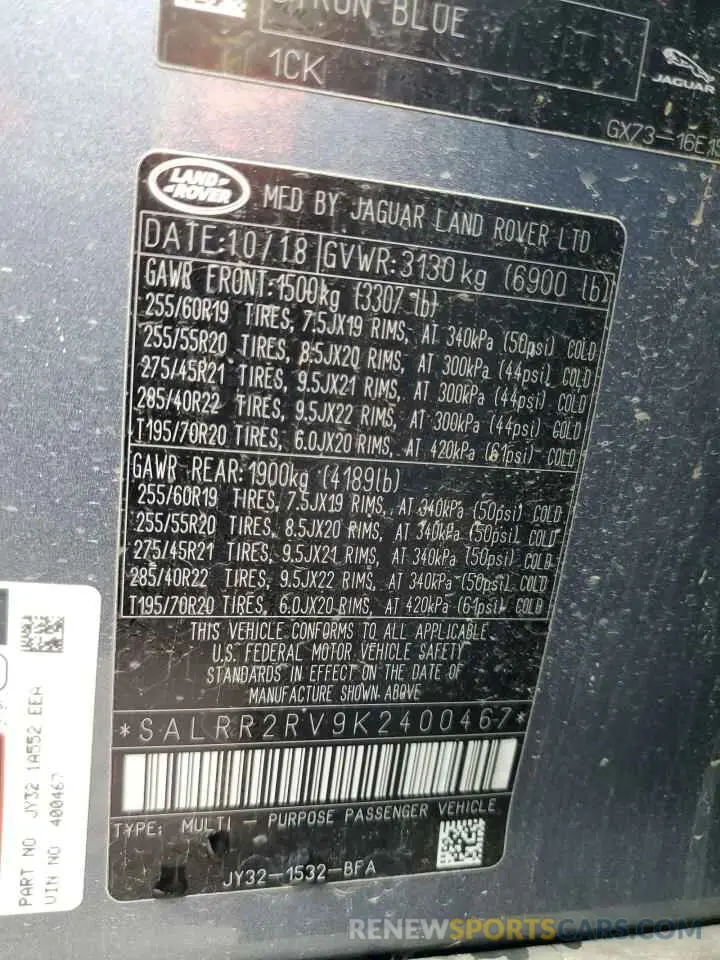 BLUE
1CK
JAGUAR
LAND ROVER
MFD BY JAGUAR LAND ROVER LTD
DATE:10/18 GVWR:3130kg (6900 lb)
GAWR FRONT:1500kg (3307 lb)
255/60R19 TIRES, 7.5JX19 RIMS, AT 340kPa (50psi) COLD
255/55R20 TIRES, 8.5JX20 RIMS, AT 300kPa (44psi) COLD
275/45R21 TIRES, 9.5JX21 RIMS, AT 300kPa (44psi) COLD
285/40R22 TIRES, 9.5JX22 RIMS, AT 300kPa (44psi) COLD
T195/70R20 TIRES, 6.0JX20 RIMS, AT 420kPa (61psi) COLD
GAWR REAR:1900kg (4189lb)
255/60R19 TIRES, 7.5JX19 RIMS, AT 340kPa (50psi) COLD
255/55R20 TIRES, 8.5JX20 RIMS, AT 340kPa (50psi) COLD
275/45R21 TIRES, 9.5JX21 RIMS, AT 340kPa (50psi) COLD
285/40R22 TIRES, 9.5JX22 RIMS, AT 340kPa (50psi) COLD
T195/70R20 TIRES, 6.0JX20 RIMS, AT 420kPa (61psi) COLD
THIS VEHICLE CONFORMS TO ALL APPLICABLE
U.S. FEDERAL MOTOR VEHICLE SAFETY
STANDARDS IN EFFECT ON THE DATE OF
MANUFACTURE SHOWN ABOVE
*SALRR2RV9K2400467*
TYPE: MULTI - PURPOSE PASSENGER VEHICLE
JY32-1532-BFA
PART NO JY32 1A552 EEA
VIN NO 400467
RENEWSPORTSCARS.COM